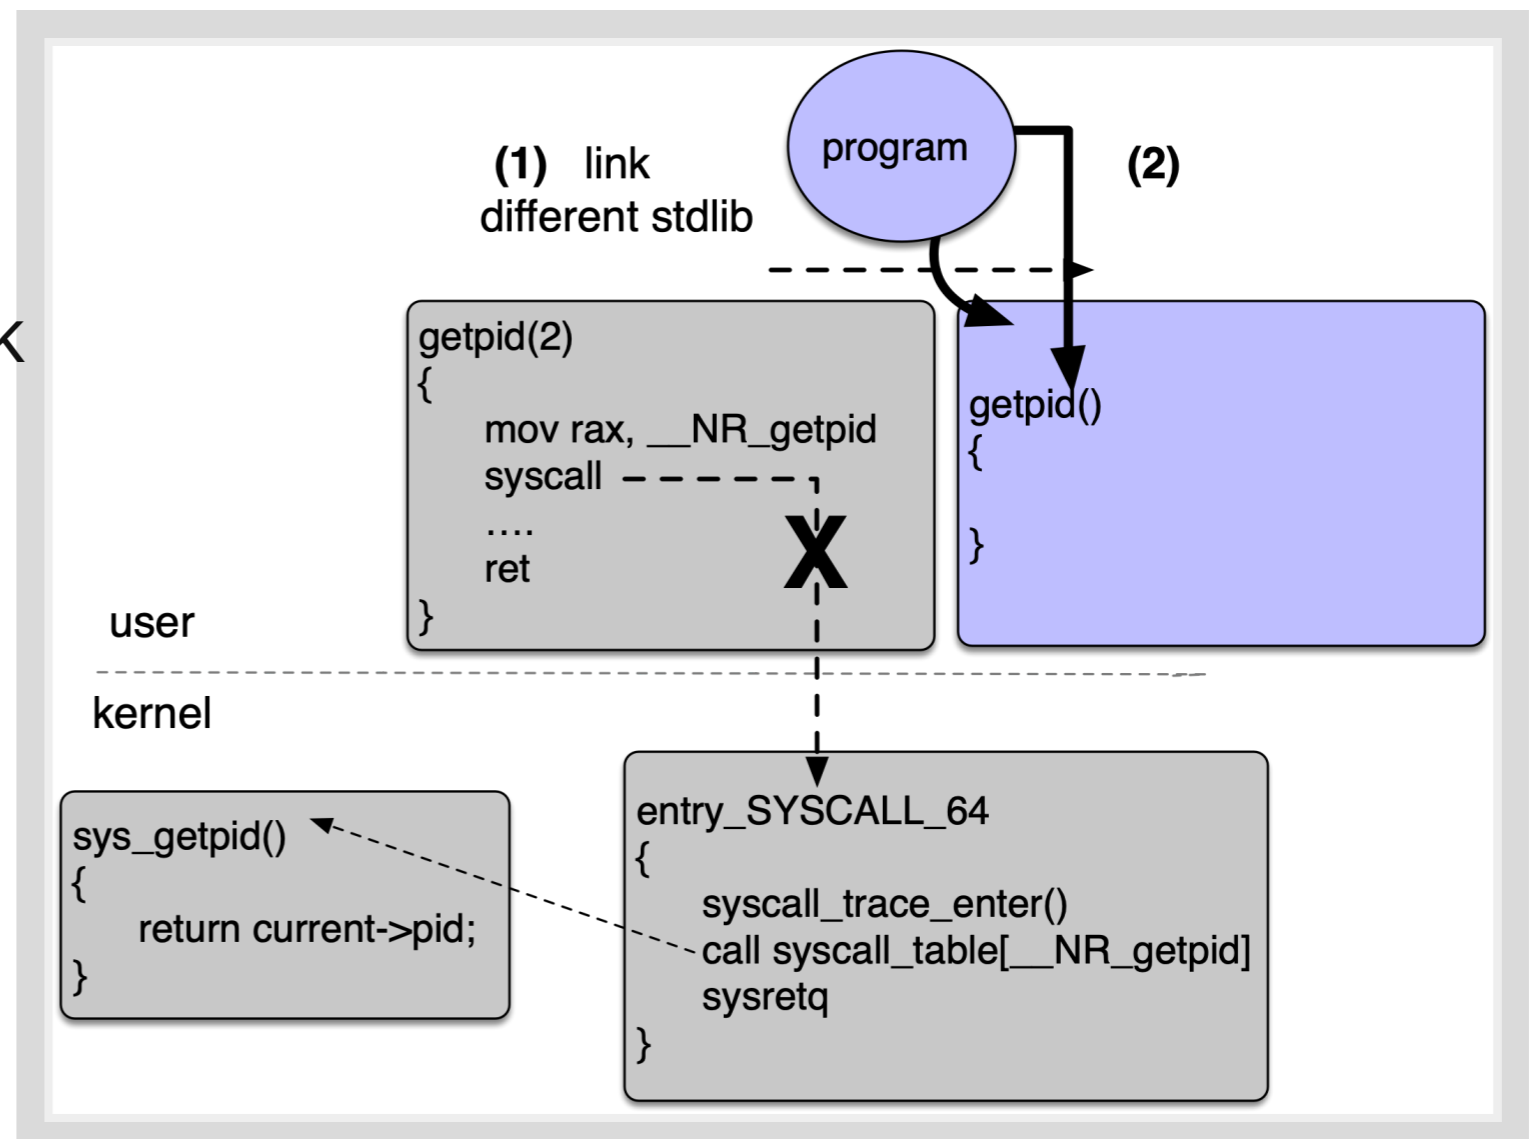 program
(1) link
different stdlib
(2)
K
getpid(2)
{
mov rax, __NR_getpid
syscall
....
ret
}
X
getpid()
{
}
user
kernel
sys_getpid()
{
return current->pid;
}
entry_SYSCALL_64
{
syscall_trace_enter()
call syscall_table[__NR_getpid]
sysretq
}